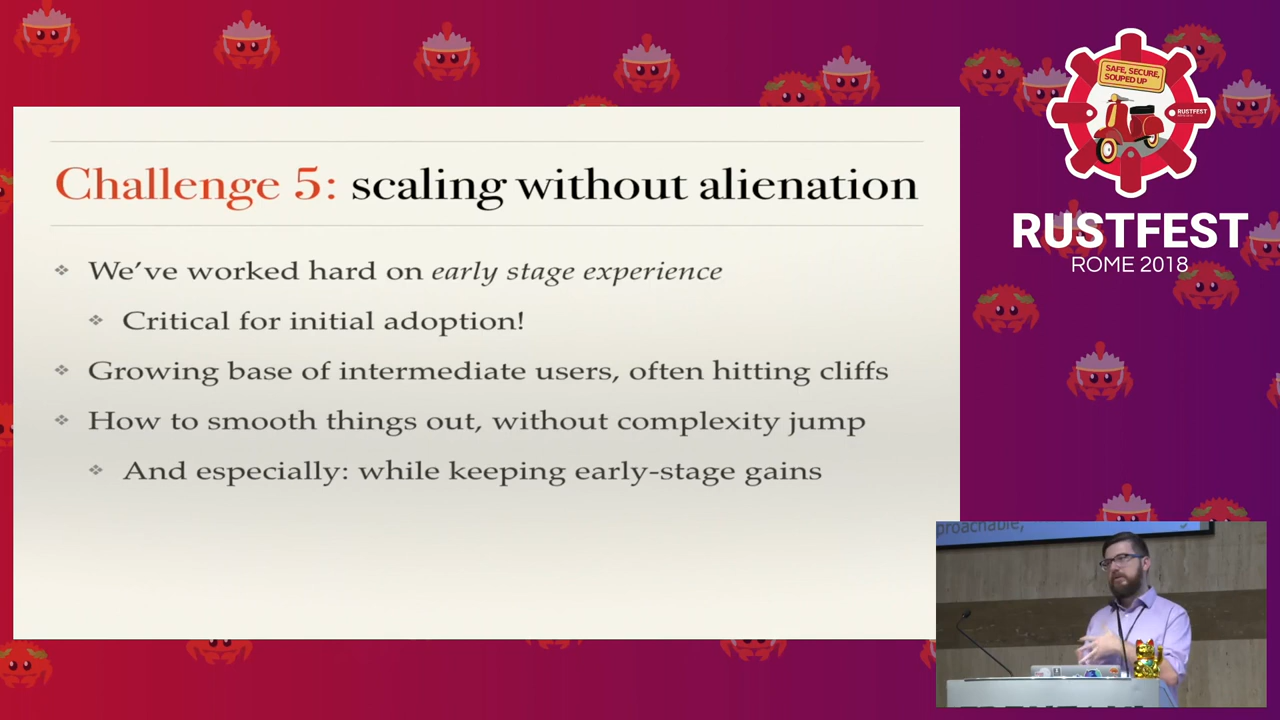 SAFE, SECURE,
SOUPED UP
RUSTFEST
RUSTFEST
ROME 2018
Challenge 5: scaling without alienation
❖ We've worked hard on early stage experience
❖ Critical for initial adoption!
❖ Growing base of intermediate users, often hitting cliffs
❖ How to smooth things out, without complexity jump
❖ And especially: while keeping early-stage gains
proachable,